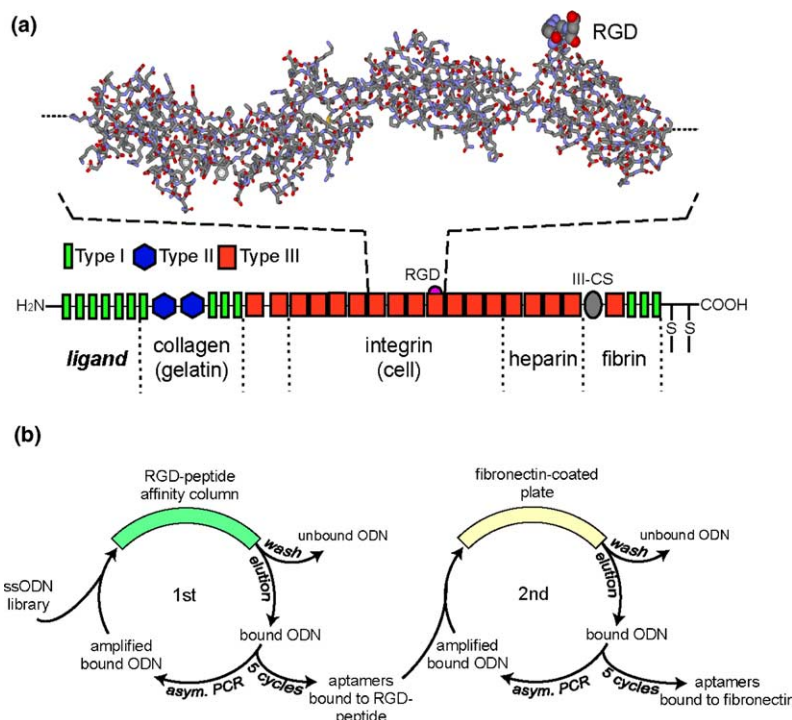 (a)
RGD
Type I
Type II
Type III
RGD
III-CS
H₂N
COOH
S S
ligand
collagen
(gelatin)
integrin
(cell)
heparin
fibrin
(b)
RGD-peptide
affinity column
wash
unbound ODN
elution
ssODN
library
1st
amplified
bound ODN
bound ODN
asym. PCR
5 cycles
aptamers
bound to RGD-
peptide
fibronectin-coated
plate
wash
unbound ODN
elution
2nd
amplified
bound ODN
bound ODN
asym. PCR
5 cycles
aptamers
bound to fibronectin